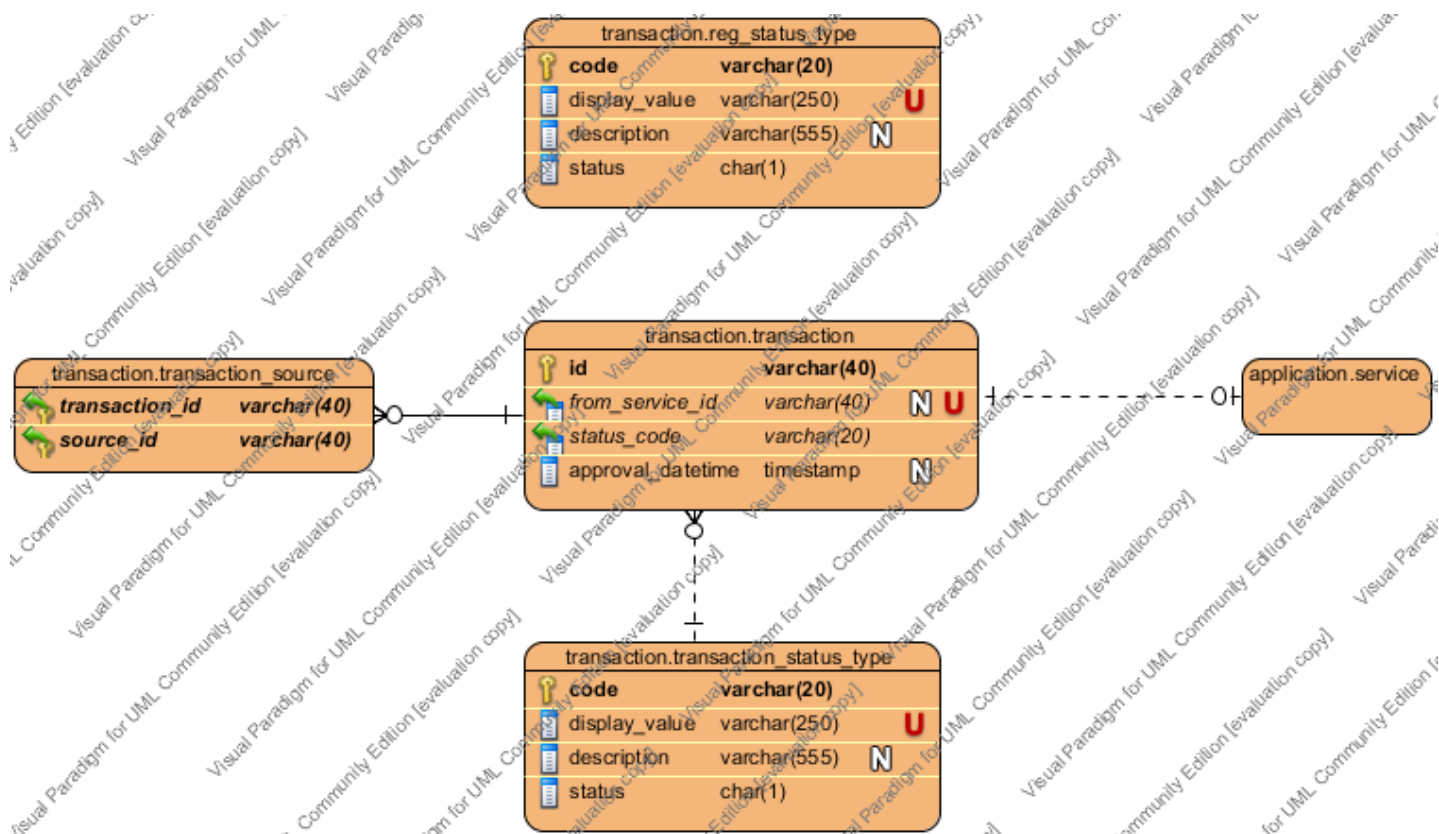 transaction.reg_status_type
code varchar(20)
display_value varchar(250) U
description varchar(555) N
status char(1)
transaction.transaction
id varchar(40)
from_service_id varchar(40) N U
status_code varchar(20)
approval_datetime timestamp N
transaction.transaction_source
transaction_id varchar(40)
source_id varchar(40)
application.service
transaction.transaction_status_type
code varchar(20)
display_value varchar(250) U
description varchar(555) N
status char(1)
Visual Paradigm for UML Community Edition [evaluation copy]